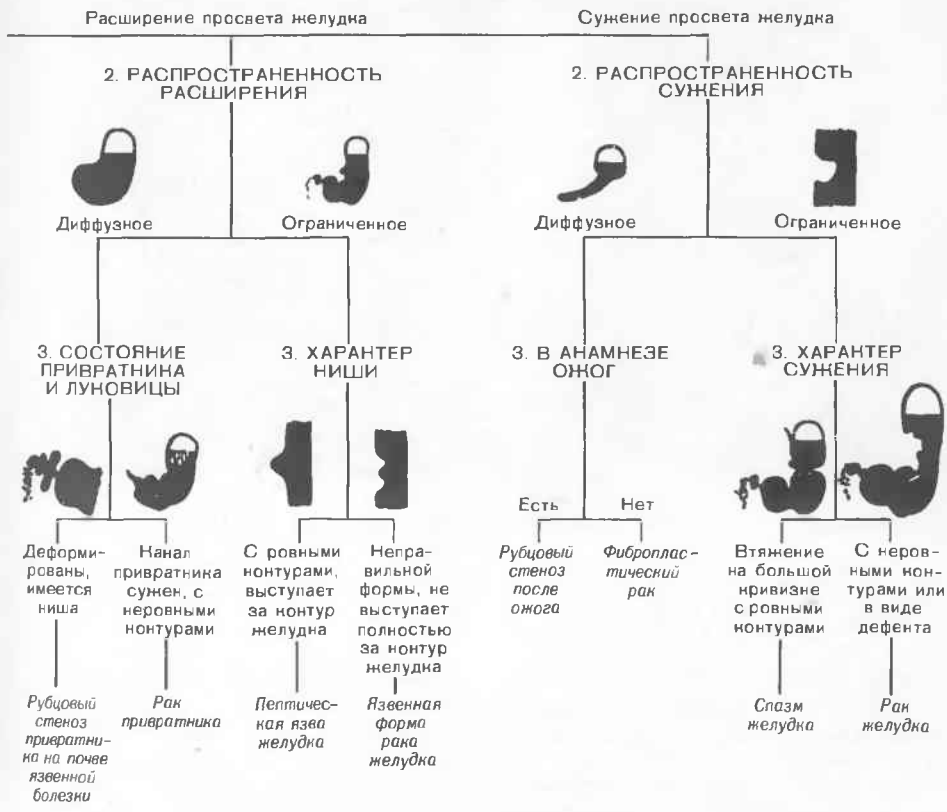 Расширение просвета желудка
Сужение просвета желудка
2. РАСПРОСТРАНЕННОСТЬ
РАСШИРЕНИЯ
2. РАСПРОСТРАНЕННОСТЬ
СУЖЕНИЯ
Диффузное
Ограниченное
Диффузное
Ограниченное
3. СОСТОЯНИЕ
ПРИВРАТНИКА
И ЛУКОВИЦЫ
3. ХАРАКТЕР
НИШИ
3. В АНАМНЕЗЕ
ОЖОГ
3. ХАРАКТЕР
СУЖЕНИЯ
Деформи-
рованы,
имеется
ниша
Канал
привратника
сужен, с
неровными
контурами
С ровными
контурами,
выступает
за контур
желудка
Непра-
вильной
формы, не
выступает
полностью
за контур
желудка
Есть
Нет
Рубцовый
стеноз
после
ожога
Фиброплас-
тический
рак
Втяжение
на большой
кривизне
с ровными
контурами
С неров-
ными кон-
турами или
в виде
дефекта
Рубцовый
стеноз
привратни-
ка на почве
язвенной
болезки
Рак
привратника
Пептичес-
кая язва
желудка
Язвенная
форма
рака
желудка
Спазм
желудка
Рак
желудка